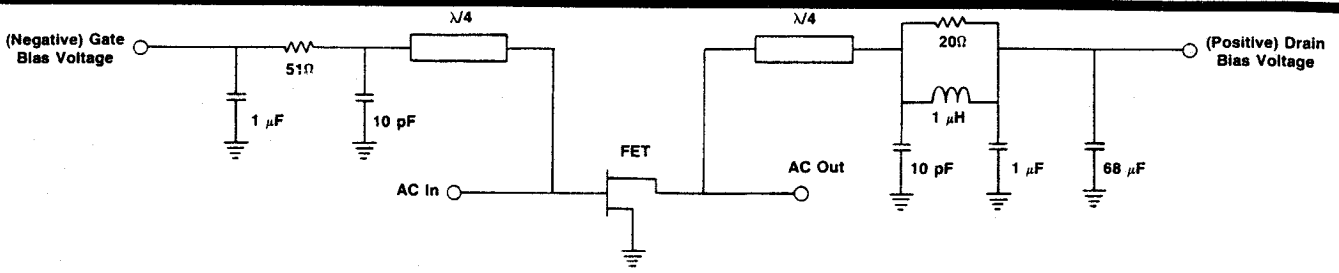 λ/4
λ/4
(Negative) Gate
Bias Voltage
51Ω
20Ω
(Positive) Drain
Bias Voltage
1 μF
10 pF
1 μH
FET
AC In
AC Out
10 pF
1 μF
68 μF